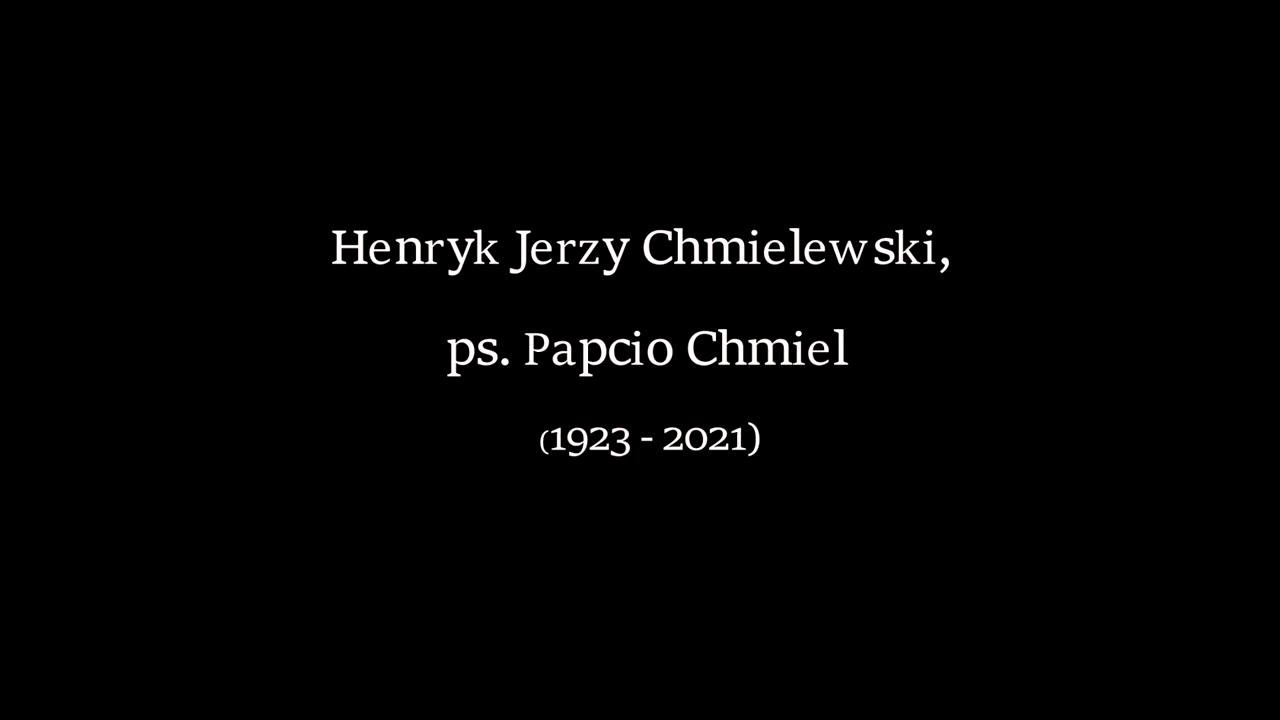 Henryk Jerzy Chmielewski,
ps. Papcio Chmiel
(1923 - 2021)